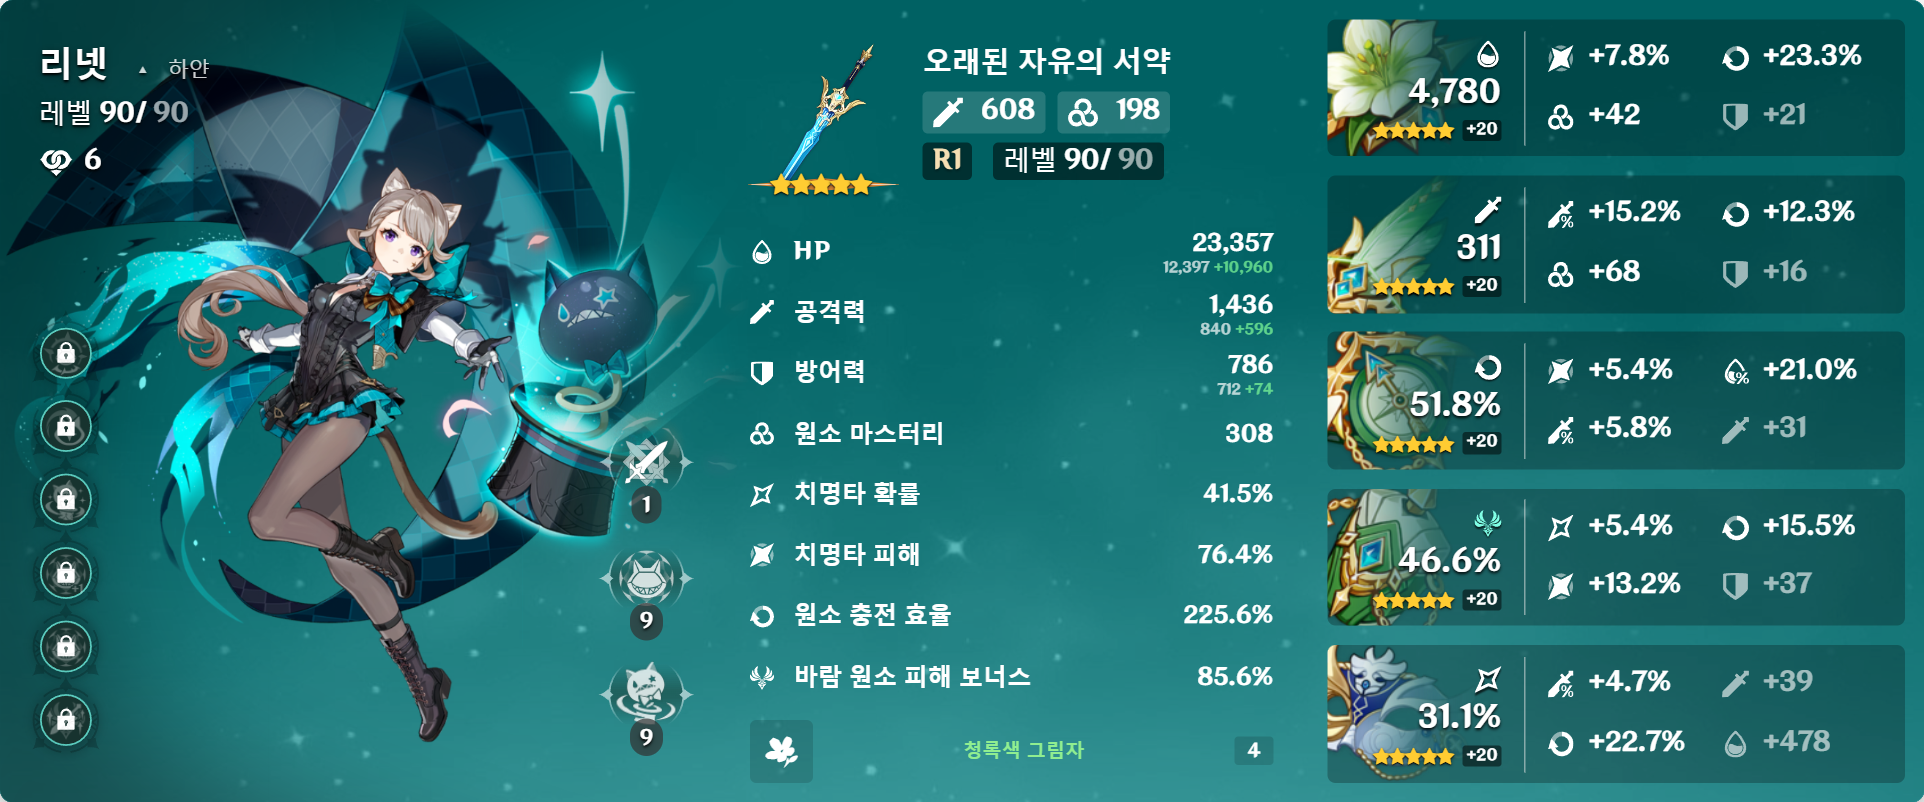 리넷 ▲ 하얀
레벨 90/ 90
6
1
9
9
오래된 자유의 서약
608 198
R1 레벨 90/ 90
HP 23,357
12,397 +10,960
공격력 1,436
840 +596
방어력 786
712 +74
원소 마스터리 308
치명타 확률 41.5%
치명타 피해 76.4%
원소 충전 효율 225.6%
바람 원소 피해 보너스 85.6%
청록색 그림자 4
4,780
+20
+7.8% +23.3%
+42 +21
311
+20
+15.2% +12.3%
+68 +16
51.8%
+20
+5.4% +21.0%
+5.8% +31
46.6%
+20
+5.4% +15.5%
+13.2% +37
31.1%
+20
+4.7% +39
+22.7% +478